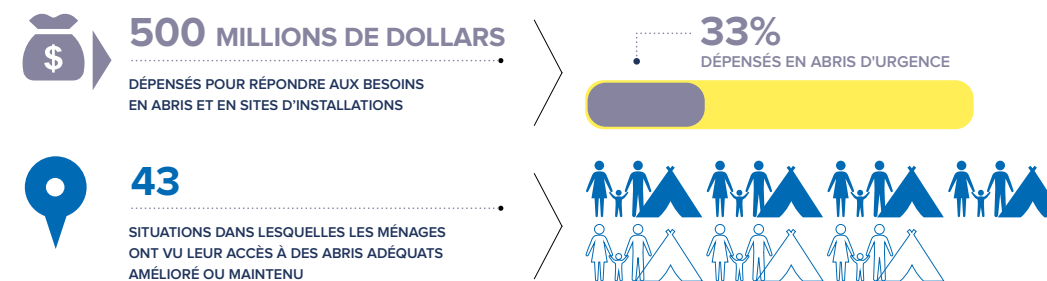 $
500 MILLIONS DE DOLLARS
DÉPENSÉS POUR RÉPONDRE AUX BESOINS
EN ABRIS ET EN SITES D'INSTALLATIONS
33%
DÉPENSÉS EN ABRIS D'URGENCE
43
SITUATIONS DANS LESQUELLES LES MÉNAGES
ONT VU LEUR ACCÈS À DES ABRIS ADÉQUATS
AMÉLIORÉ OU MAINTENU